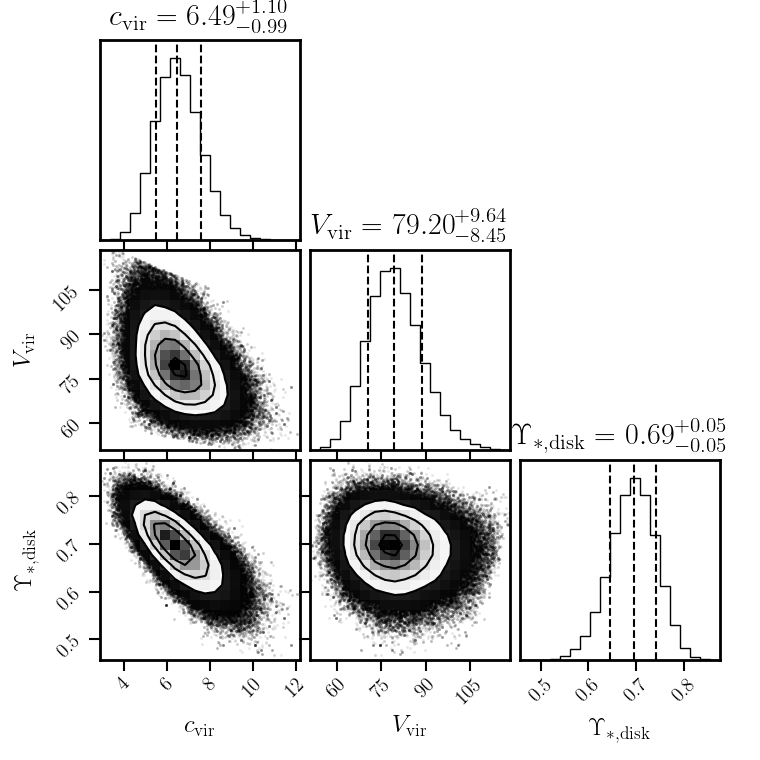 c_vir = 6.49 +1.10 −0.99
V_vir = 79.20 +9.64 −8.45
105
90
75
60
V_vir
ϒ_*,disk = 0.69 +0.05 −0.05
0.8
0.7
0.6
0.5
ϒ_*,disk
4 6 8 10 12
60 75 90 105
0.5 0.6 0.7 0.8
c_vir V_vir ϒ_*,disk